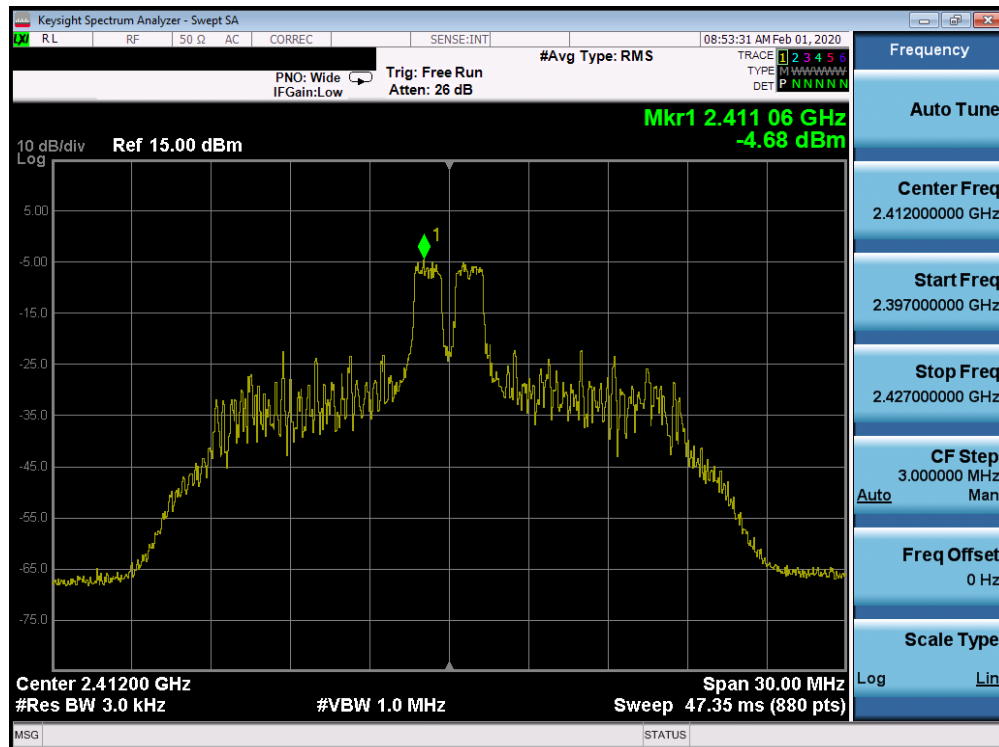 Keysight Spectrum Analyzer - Swept SA
LXI RL RF 50 Ω AC CORREC SENSE:INT 08:53:31 AM Feb 01, 2020
#Avg Type: RMS
TRACE 1 2 3 4 5 6
TYPE M WWWWW
DET P N N N N N
PNO: Wide Trig: Free Run
IFGain:Low Atten: 26 dB
Mkr1 2.411 06 GHz
-4.68 dBm
10 dB/div Ref 15.00 dBm
Log
1
5.00
-5.00
-15.0
-25.0
-35.0
-45.0
-55.0
-65.0
-75.0
Center 2.41200 GHz Span 30.00 MHz
#Res BW 3.0 kHz #VBW 1.0 MHz Sweep 47.35 ms (880 pts)
MSG STATUS
Frequency
Auto Tune
Center Freq
2.412000000 GHz
Start Freq
2.397000000 GHz
Stop Freq
2.427000000 GHz
CF Step
3.000000 MHz
Auto Man
Freq Offset
0 Hz
Scale Type
Log Lin